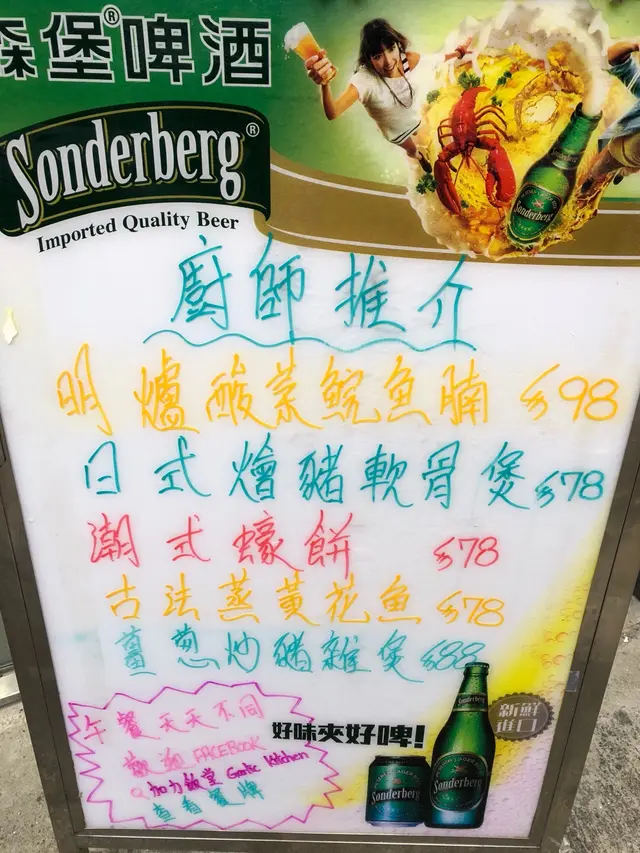 森堡®啤酒
Sonderberg®
Imported Quality Beer
Sonderberg
廚師推介
明爐酸菜鯇魚腩 $98
日式燴豬軟骨煲 $78
潮式蠔餅 $78
古法蒸黃花魚 $78
薑蔥炒豬雜煲 $88
午餐天天不同
歡迎 FACEBOOK
加力飯堂 Garlic Kitchen
查看餐牌
好味夾好啤!
新鮮
進口
Sonderberg
Sonderberg